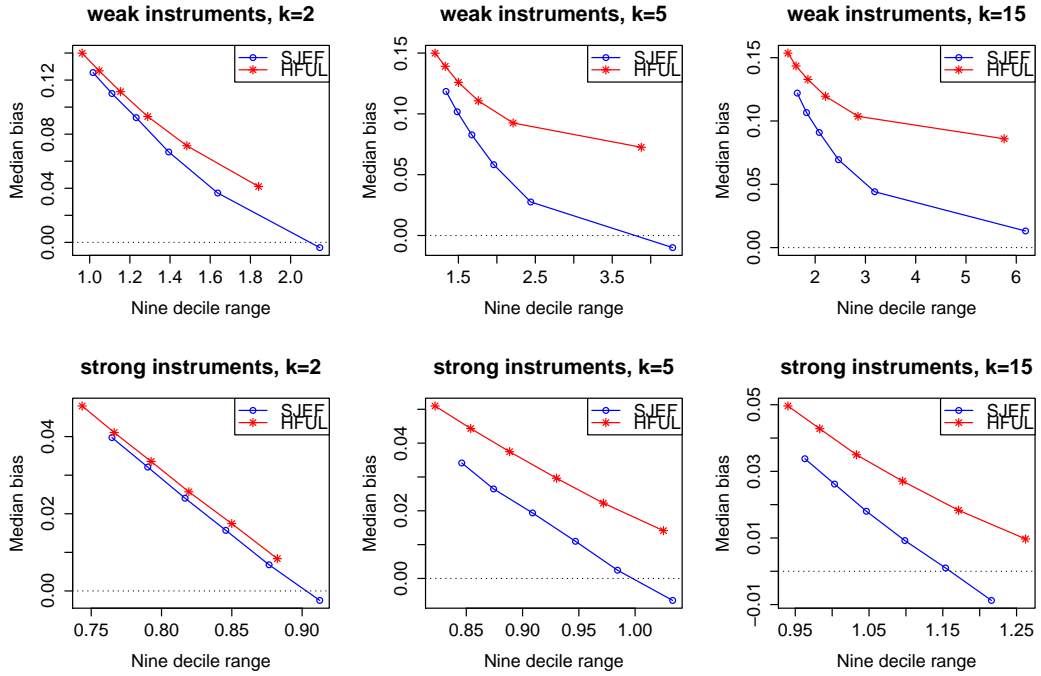 weak instruments, k=2
SJEF
HFUL
Median bias
0.00 0.04 0.08 0.12
1.0 1.2 1.4 1.6 1.8 2.0
Nine decile range
weak instruments, k=5
SJEF
HFUL
Median bias
0.00 0.05 0.10 0.15
1.5 2.5 3.5
Nine decile range
weak instruments, k=15
SJEF
HFUL
Median bias
0.00 0.05 0.10 0.15
2 3 4 5 6
Nine decile range
strong instruments, k=2
SJEF
HFUL
Median bias
0.00 0.02 0.04
0.75 0.80 0.85 0.90
Nine decile range
strong instruments, k=5
SJEF
HFUL
Median bias
0.00 0.02 0.04
0.85 0.90 0.95 1.00
Nine decile range
strong instruments, k=15
SJEF
HFUL
Median bias
−0.01 0.01 0.03 0.05
0.95 1.05 1.15 1.25
Nine decile range